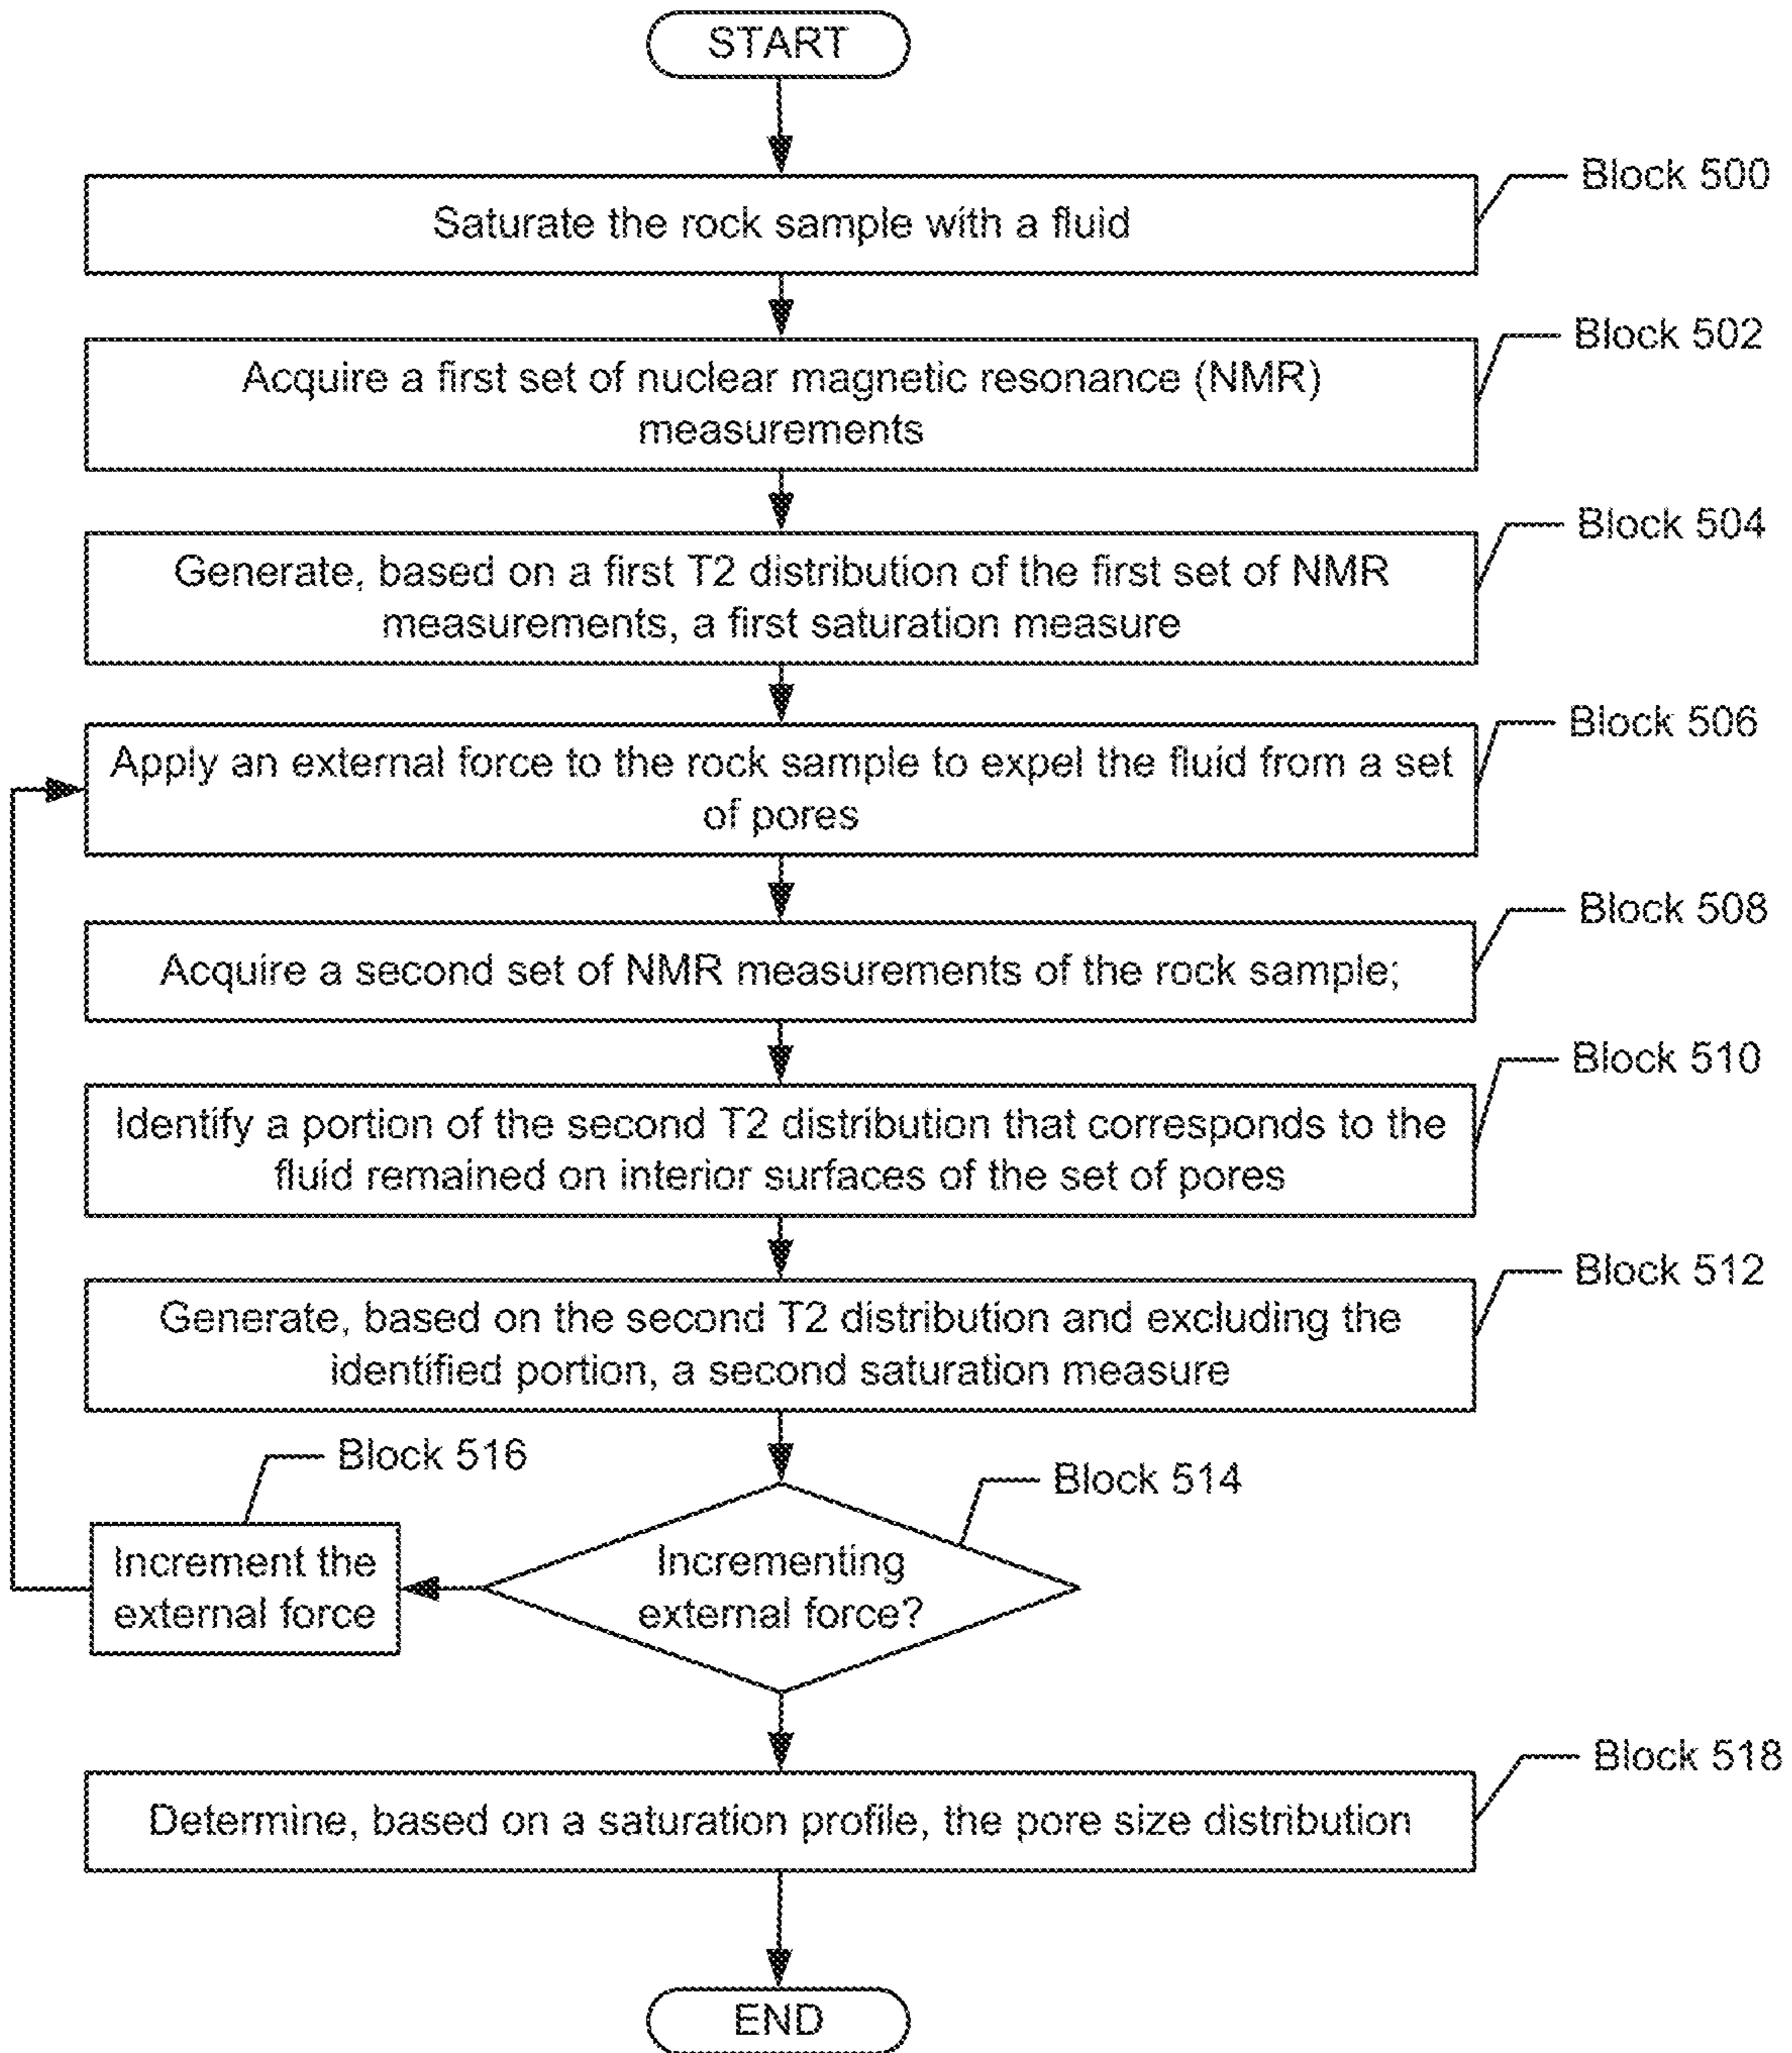 START
Block 500
Saturate the rock sample with a fluid
Block 502
Acquire a first set of nuclear magnetic resonance (NMR)
measurements
Block 504
Generate, based on a first T2 distribution of the first set of NMR
measurements, a first saturation measure
Block 506
Apply an external force to the rock sample to expel the fluid from a set
of pores
Block 508
Acquire a second set of NMR measurements of the rock sample;
Block 510
Identify a portion of the second T2 distribution that corresponds to the
fluid remained on interior surfaces of the set of pores
Block 512
Generate, based on the second T2 distribution and excluding the
identified portion, a second saturation measure
Block 516
Block 514
Increment the
external force
Incrementing
external force?
Block 518
Determine, based on a saturation profile, the pore size distribution
END